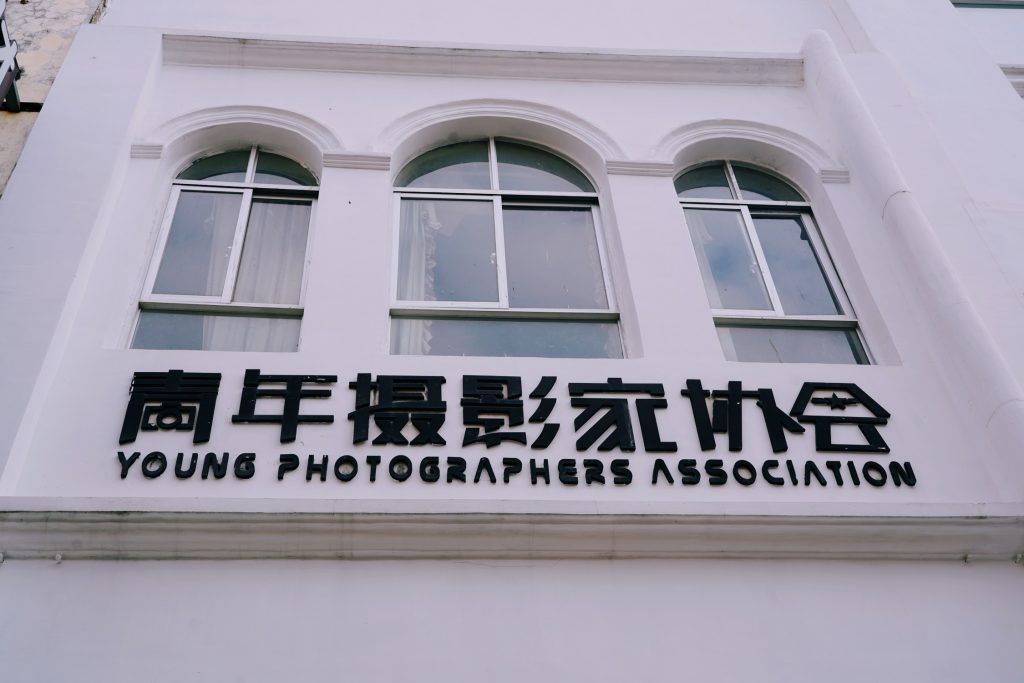 青年摄影家协会
YOUNG PHOTOGRAPHERS ASSOCIATION